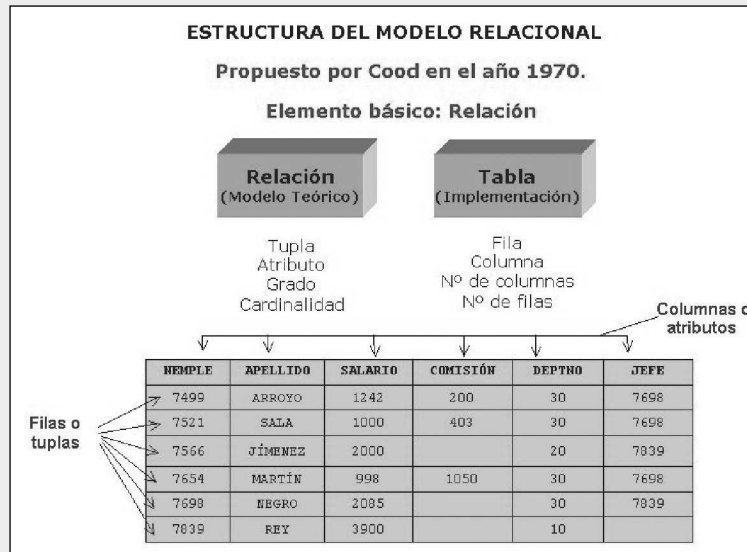 ESTRUCTURA DEL MODELO RELACIONAL
Propuesto por Cood en el año 1970.
Elemento básico: Relación
Relación
(Modelo Teórico)
Tabla
(Implementación)
Tupla
Atributo
Grado
Cardinalidad
Fila
Columna
Nº de columnas
Nº de filas
Columnas o
atributos
Filas o
tuplas
NEMPLE APELLIDO SALARIO COMISIÓN DEPTNO JEFE
7499 ARROYO 1242 200 30 7698
7521 SALA 1000 403 30 7698
7566 JÍMENEZ 2000 20 7839
7654 MARTÍN 998 1050 30 7698
7698 NEGRO 2085 30 7839
7839 REY 3900 10